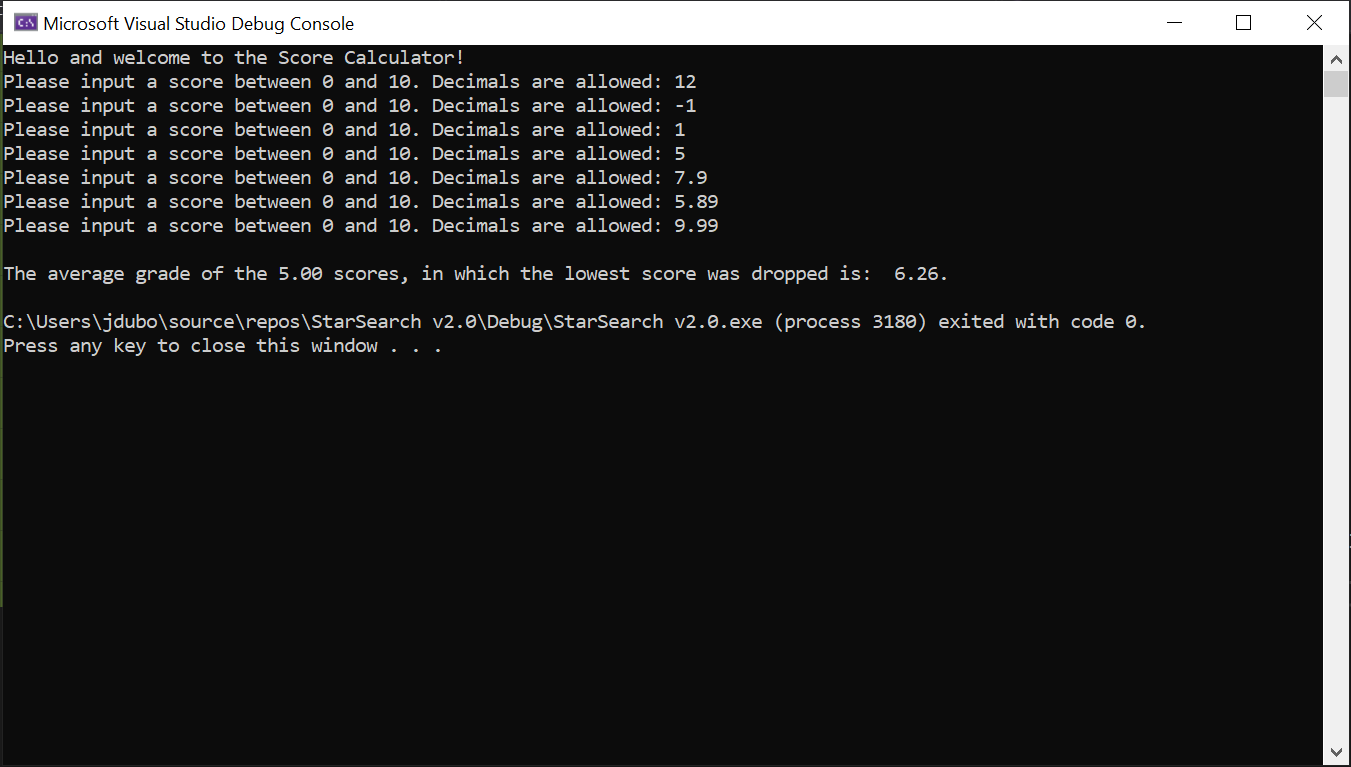 Microsoft Visual Studio Debug Console
Hello and welcome to the Score Calculator!
Please input a score between 0 and 10. Decimals are allowed: 12
Please input a score between 0 and 10. Decimals are allowed: -1
Please input a score between 0 and 10. Decimals are allowed: 1
Please input a score between 0 and 10. Decimals are allowed: 5
Please input a score between 0 and 10. Decimals are allowed: 7.9
Please input a score between 0 and 10. Decimals are allowed: 5.89
Please input a score between 0 and 10. Decimals are allowed: 9.99
The average grade of the 5.00 scores, in which the lowest score was dropped is:  6.26.
C:\Users\jdubo\source\repos\StarSearch v2.0\Debug\StarSearch v2.0.exe (process 3180) exited with code 0.
Press any key to close this window . . .